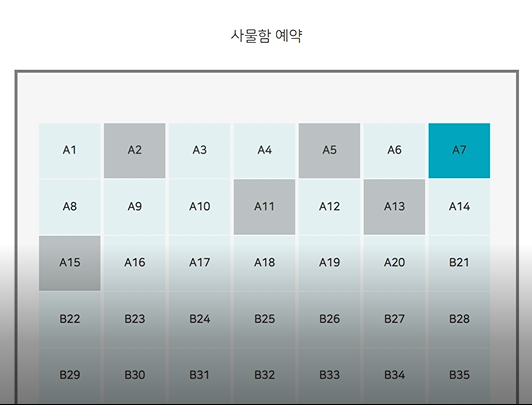 사물함 예약
A1 A2 A3 A4 A5 A6 A7
A8 A9 A10 A11 A12 A13 A14
A15 A16 A17 A18 A19 A20 B21
B22 B23 B24 B25 B26 B27 B28
B29 B30 B31 B32 B33 B34 B35